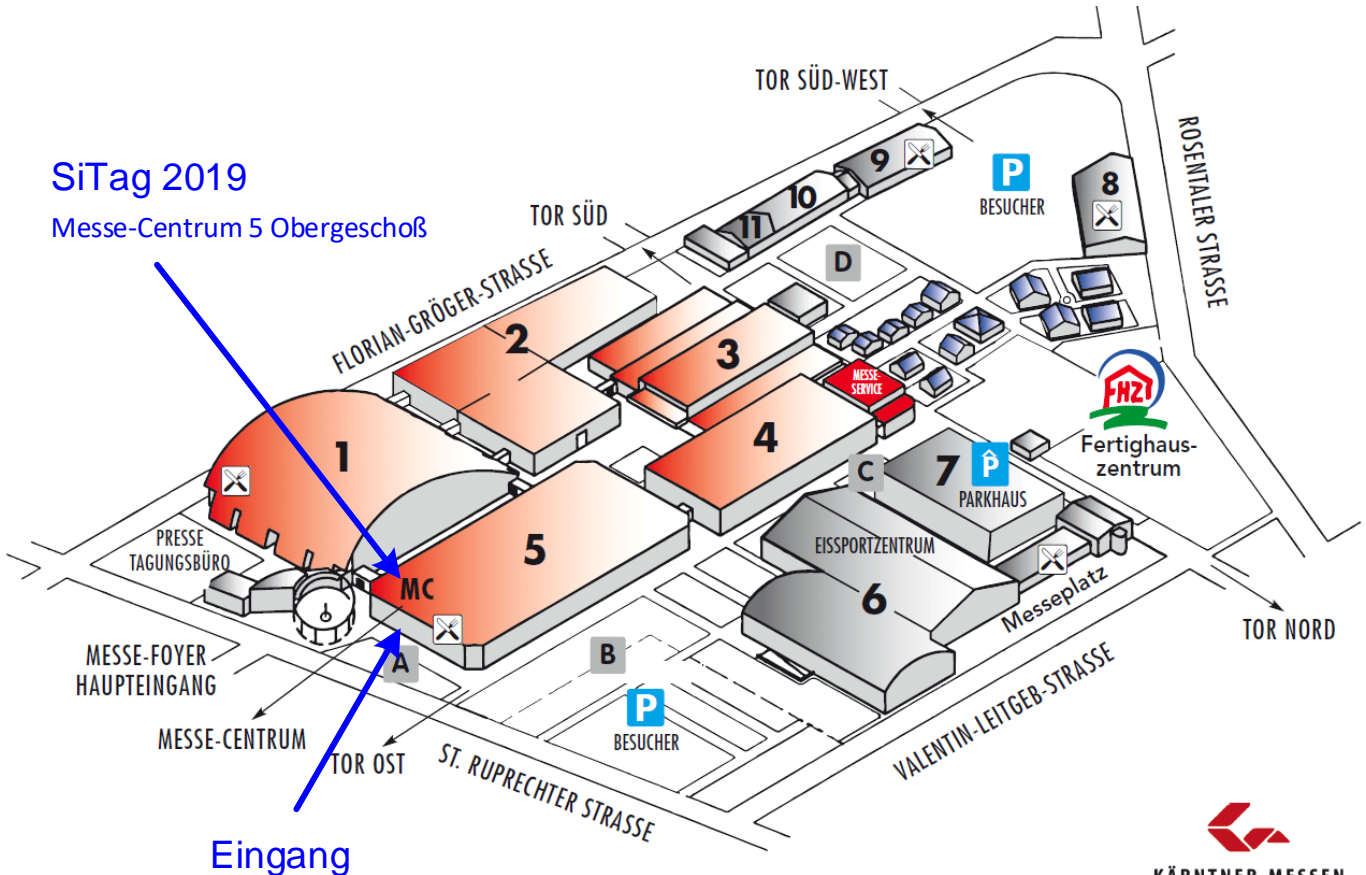 TOR SÜD-WEST
SiTag 2019
Messe-Centrum 5 Obergeschoß
TOR SÜD
FLORIAN-GRÖGER-STRASSE
ROSENTALER STRASSE
9
10
11
P
BESUCHER
8
D
2
3
MESSE-
SERVICE
FHZ
Fertighaus-
zentrum
1
4
C
7
P
PARKHAUS
PRESSE
TAGUNGSBÜRO
5
EISSPORTZENTRUM
MC
6
Messeplatz
TOR NORD
MESSE-FOYER
HAUPTEINGANG
A
B
P
BESUCHER
MESSE-CENTRUM
TOR OST
ST. RUPRECHTER STRASSE
VALENTIN-LEITGEB-STRASSE
Eingang
KÄRNTNER MESSEN